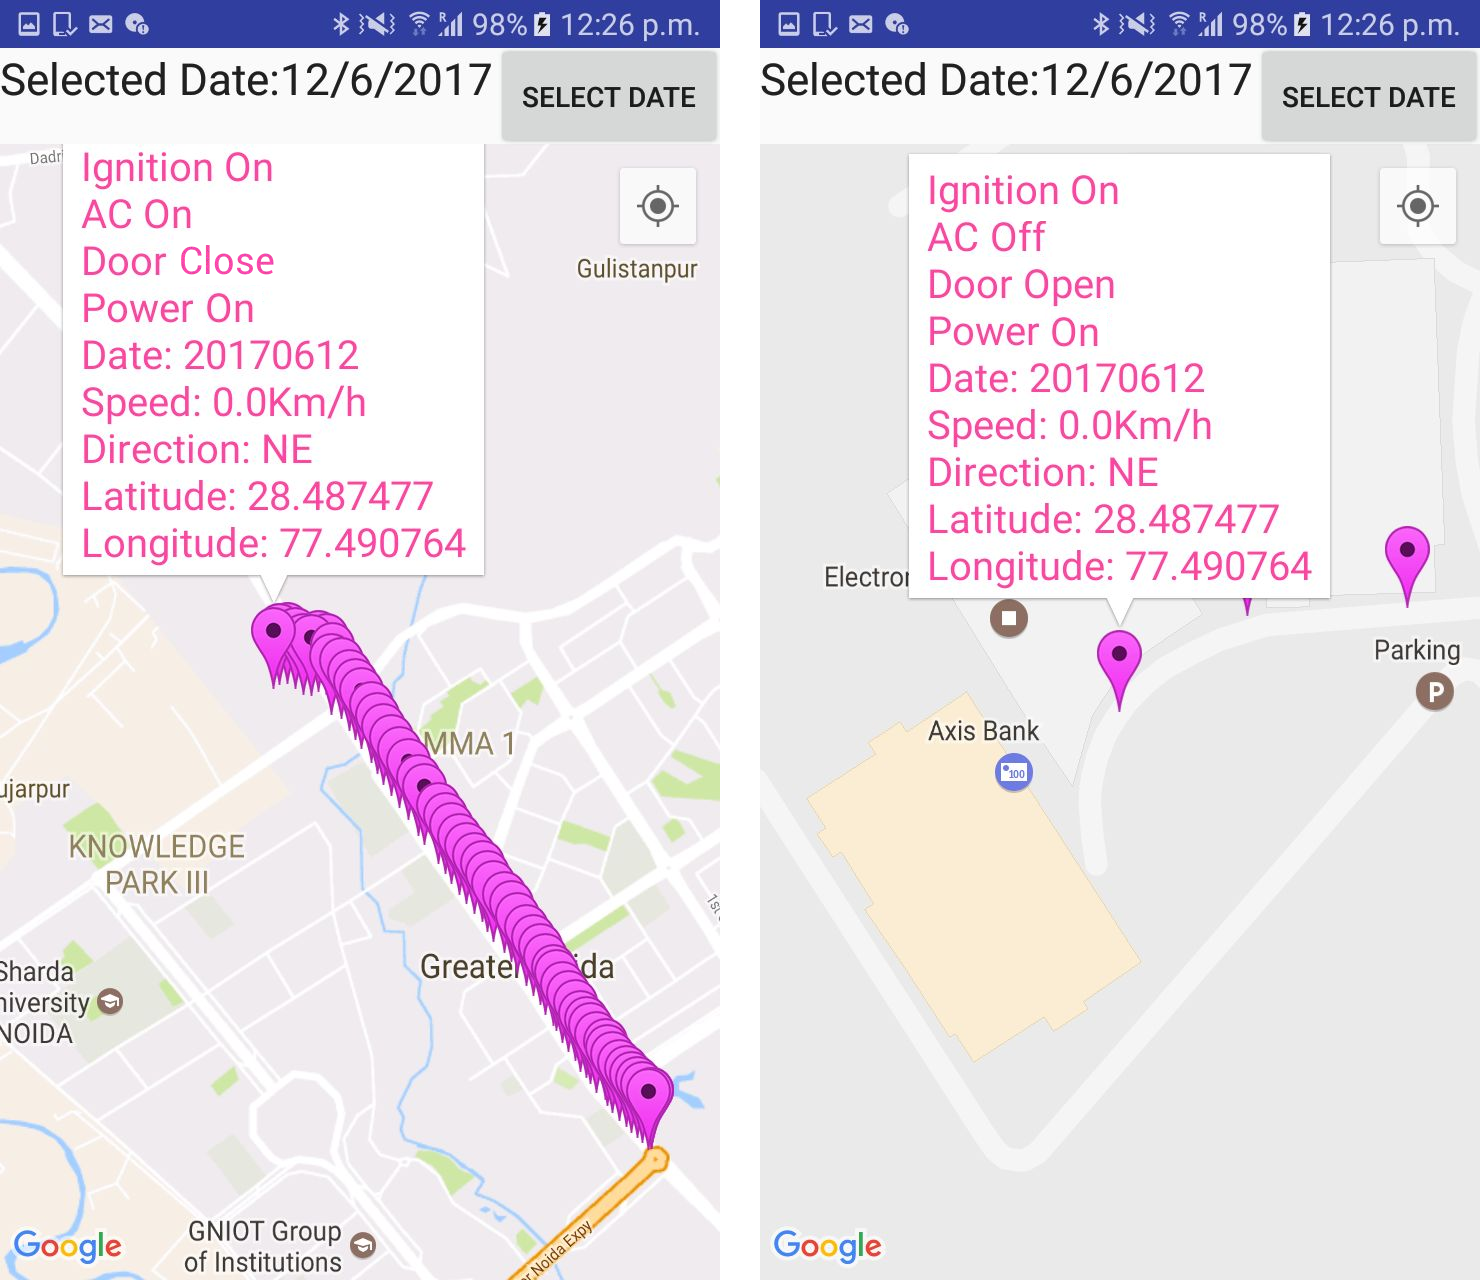 98% 12:26 p.m.
Selected Date:12/6/2017
SELECT DATE
Ignition On
AC On
Door Close
Power On
Date: 20170612
Speed: 0.0Km/h
Direction: NE
Latitude: 28.487477
Longitude: 77.490764
Dadri
Gulistanpur
MMA 1
ujarpur
KNOWLEDGE
PARK III
Greater
ida
Sharda
niversity
NOIDA
1st
GNIOT Group
of Institutions
r Noida Expy
Google
98% 12:26 p.m.
Selected Date:12/6/2017
SELECT DATE
Ignition On
AC Off
Door Open
Power On
Date: 20170612
Speed: 0.0Km/h
Direction: NE
Latitude: 28.487477
Longitude: 77.490764
Electron
Parking
P
Axis Bank
100
Google